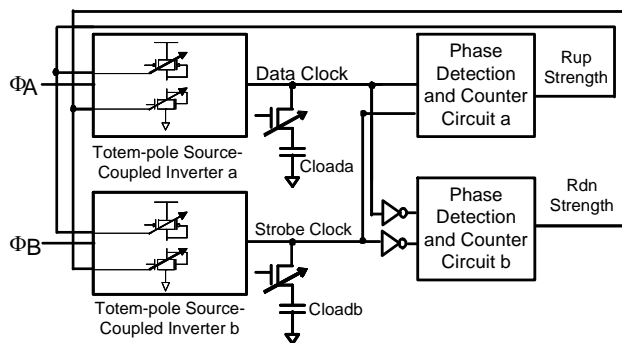 ΦA
Data Clock
Totem-pole Source-
Coupled Inverter a
Cloada
Phase
Detection
and Counter
Circuit a
Rup
Strength
ΦB
Strobe Clock
Totem-pole Source-
Coupled Inverter b
Cloadb
Phase
Detection
and Counter
Circuit b
Rdn
Strength